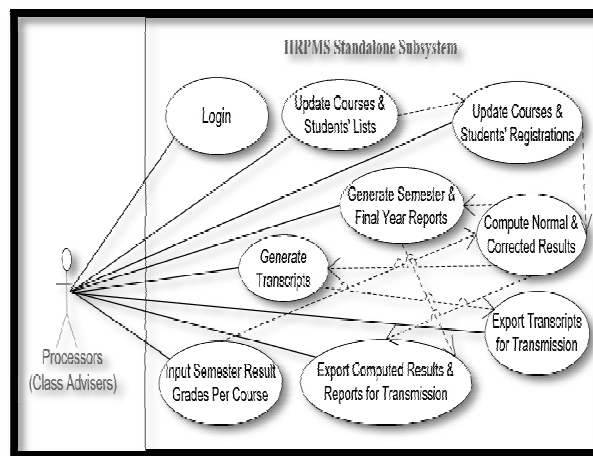 HRPMS Standalone Subsystem
Login
Update Courses &
Students' Lists
Update Courses &
Students' Registrations
Generate Semester &
Final Year Reports
Compute Normal &
Corrected Results
Generate
Transcripts
Export Transcripts
for Transmission
Processors
(Class Advisers)
Input Semester Result
Grades Per Course
Export Computed Results &
Reports for Transmission